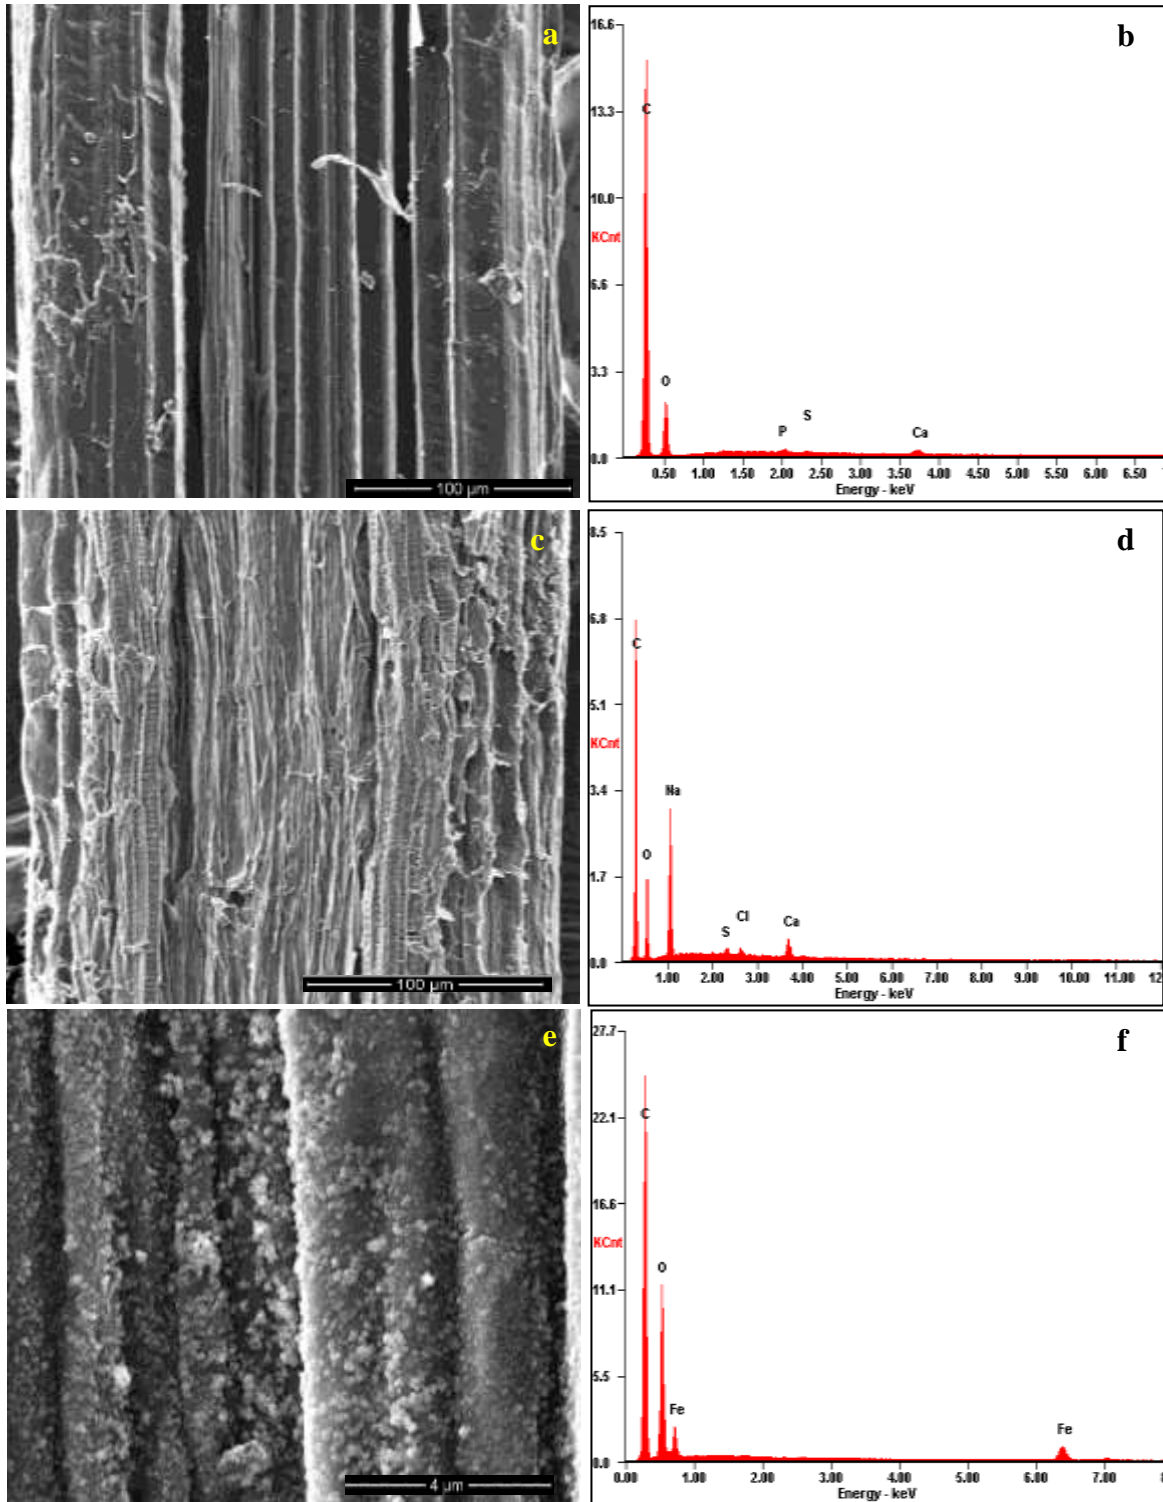 a
100 µm
b
16.6
13.3
C
10.0
KCnt
6.6
3.3
O
S
P
Ca
0.0
0.50 1.00 1.50 2.00 2.50 3.00 3.50 4.00 4.50 5.00 5.50 6.00 6.50
Energy - keV
c
100 µm
d
8.5
6.8
C
5.1
KCnt
3.4
Na
1.7
O
Cl
S
Ca
0.0
1.00 2.00 3.00 4.00 5.00 6.00 7.00 8.00 9.00 10.00 11.00 12
Energy - keV
e
4 µm
f
27.7
22.1
C
16.6
KCnt
11.1
O
5.5
Fe
Fe
0.0
0.00 1.00 2.00 3.00 4.00 5.00 6.00 7.00 8
Energy - keV